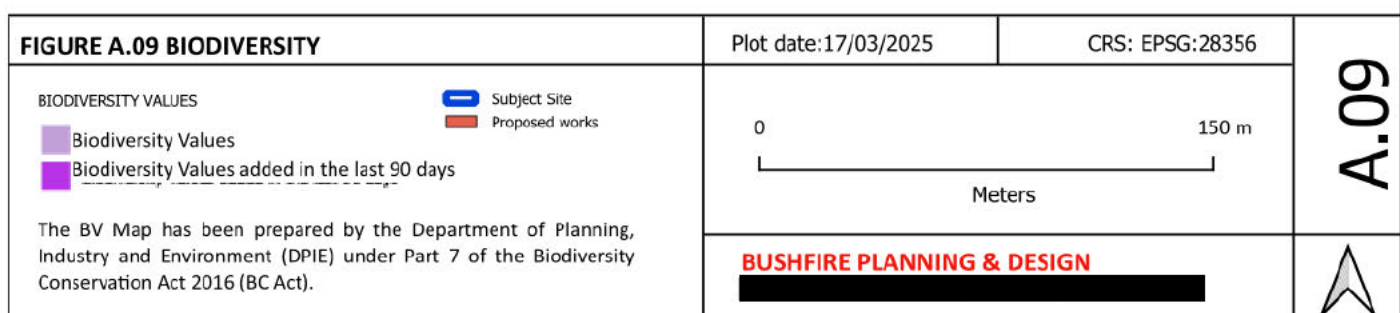 FIGURE A.09 BIODIVERSITY
Plot date:17/03/2025
CRS: EPSG:28356
A.09
BIODIVERSITY VALUES
Subject Site
Proposed works
Biodiversity Values
Biodiversity Values added in the last 90 days
0
150 m
Meters
The BV Map has been prepared by the Department of Planning,
Industry and Environment (DPIE) under Part 7 of the Biodiversity
Conservation Act 2016 (BC Act).
BUSHFIRE PLANNING & DESIGN